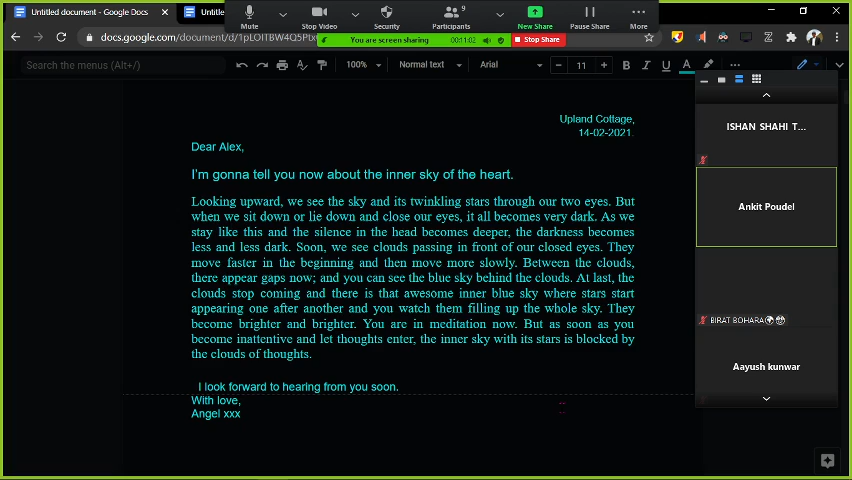 Untitled document - Google Docs
Unti
Mute
Stop Video
Security
9
Participants
New Share
Pause Share
More
docs.google.com/document/d/1pLOITBW4Q5Pt
You are screen sharing
00:11:02
Stop Share
Search the menus (Alt+/)
100%
Normal text
Arial
11
B
I
U
A
Upland Cottage,
14-02-2021.
Dear Alex,
I'm gonna tell you now about the inner sky of the heart.
Looking upward, we see the sky and its twinkling stars through our two eyes. But
when we sit down or lie down and close our eyes, it all becomes very dark. As we
stay like this and the silence in the head becomes deeper, the darkness becomes
less and less dark. Soon, we see clouds passing in front of our closed eyes. They
move faster in the beginning and then move more slowly. Between the clouds,
there appear gaps now; and you can see the blue sky behind the clouds. At last, the
clouds stop coming and there is that awesome inner blue sky where stars start
appearing one after another and you watch them filling up the whole sky. They
become brighter and brighter. You are in meditation now. But as soon as you
become inattentive and let thoughts enter, the inner sky with its stars is blocked by
the clouds of thoughts.
I look forward to hearing from you soon.
With love,
Angel xxx
ISHAN SHAHI T...
Ankit Poudel
BIRAT BOHARA
Aayush kunwar